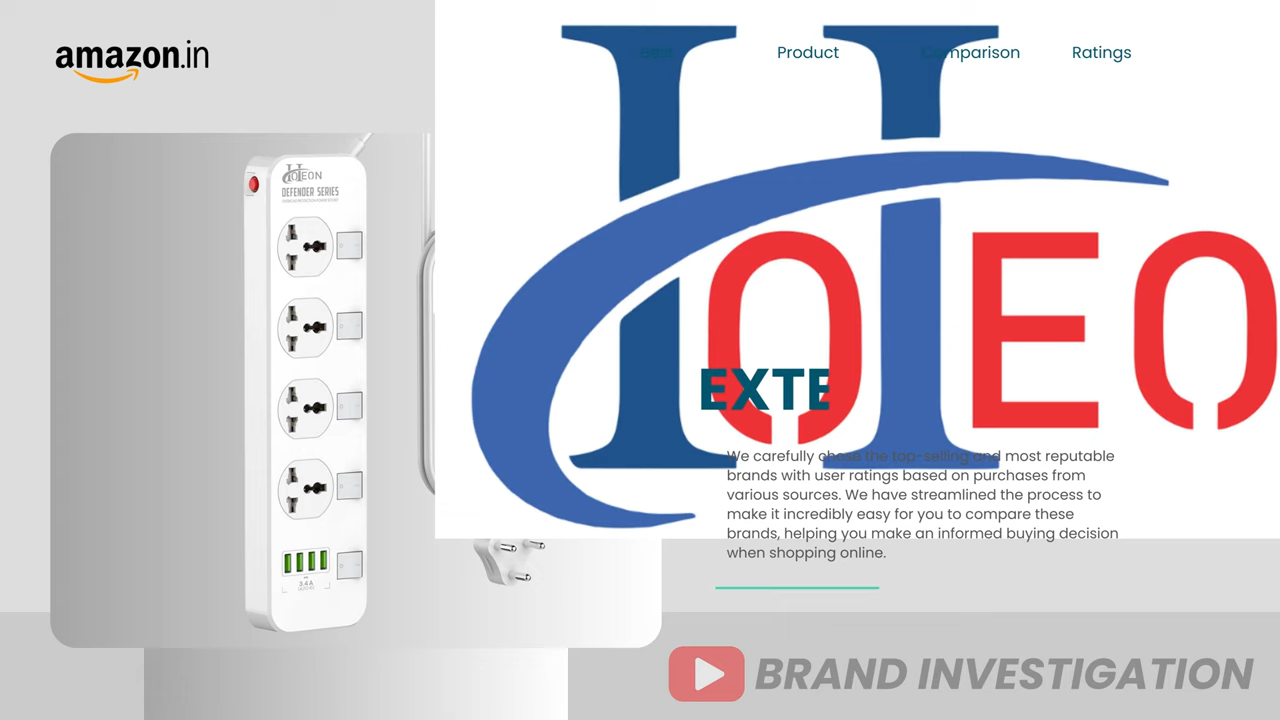 amazon.in
Best Product Comparison Ratings
HOEO
HOTEON
DEFENDER SERIES
EXTE
We carefully chose the top-selling and most reputable
brands with user ratings based on purchases from
various sources. We have streamlined the process to
make it incredibly easy for you to compare these
brands, helping you make an informed buying decision
when shopping online.
3.4A
BRAND INVESTIGATION